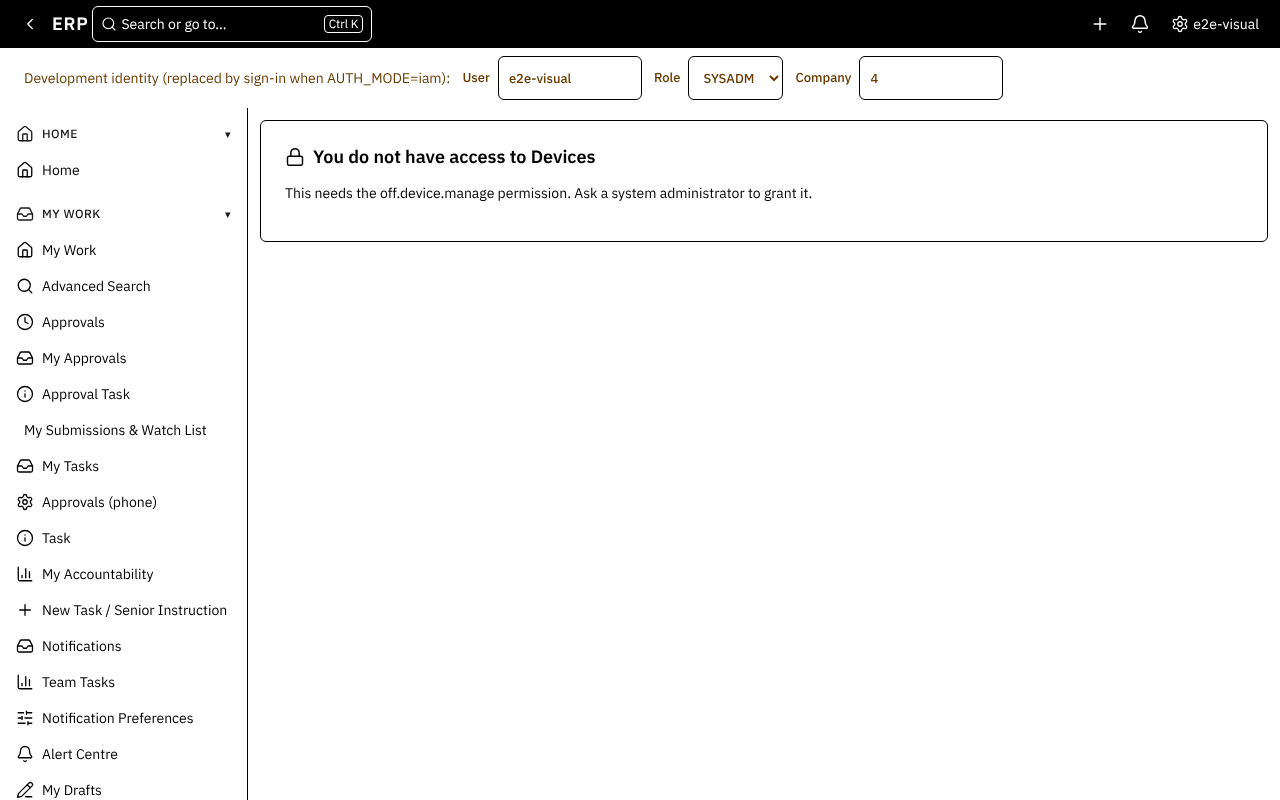 ERP
Search or go to...
Ctrl K
e2e-visual
Development identity (replaced by sign-in when AUTH_MODE=iam):
User
e2e-visual
Role
SYSADM
Company
4
HOME
Home
MY WORK
My Work
Advanced Search
Approvals
My Approvals
Approval Task
My Submissions & Watch List
My Tasks
Approvals (phone)
Task
My Accountability
New Task / Senior Instruction
Notifications
Team Tasks
Notification Preferences
Alert Centre
My Drafts
You do not have access to Devices
This needs the off.device.manage permission. Ask a system administrator to grant it.